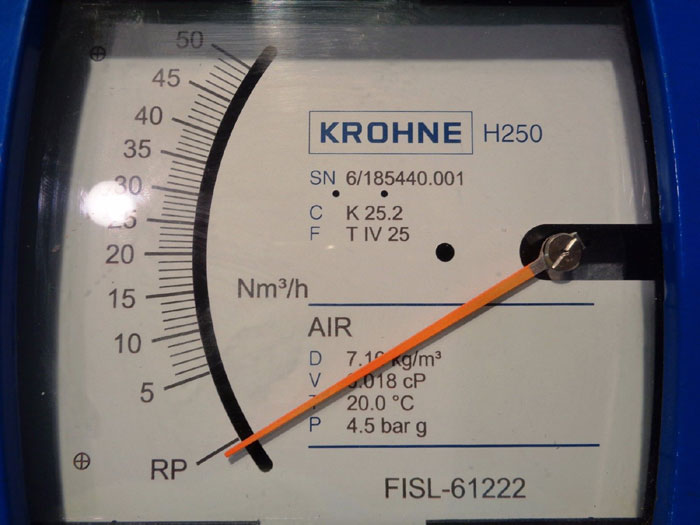 50
45
40
35
30
25
20
15
10
5
RP
Nm³/h
KROHNE H250
SN 6/185440.001
C K 25.2
F T IV 25
AIR
D kg/m³
V cP
20.0 °C
P 4.5 bar g
FISL-61222